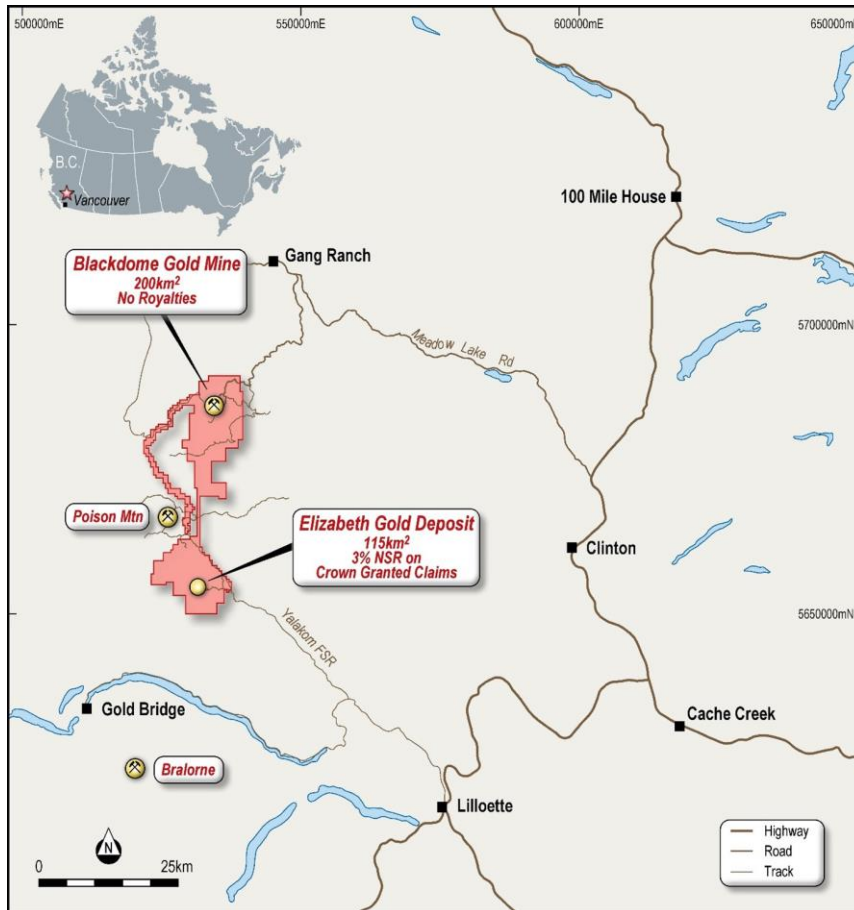 500000mE
550000mE
600000mE
650000mE
B.C.
Vancouver
100 Mile House
Gang Ranch
Blackdome Gold Mine
200km²
No Royalties
5700000mN
Meadow Lake Rd
Poison Mtn
Elizabeth Gold Deposit
115km²
3% NSR on
Crown Granted Claims
Clinton
5650000mN
Yalakom FSR
Gold Bridge
Cache Creek
Bralorne
Lilloette
N
0
25km
Highway
Road
Track